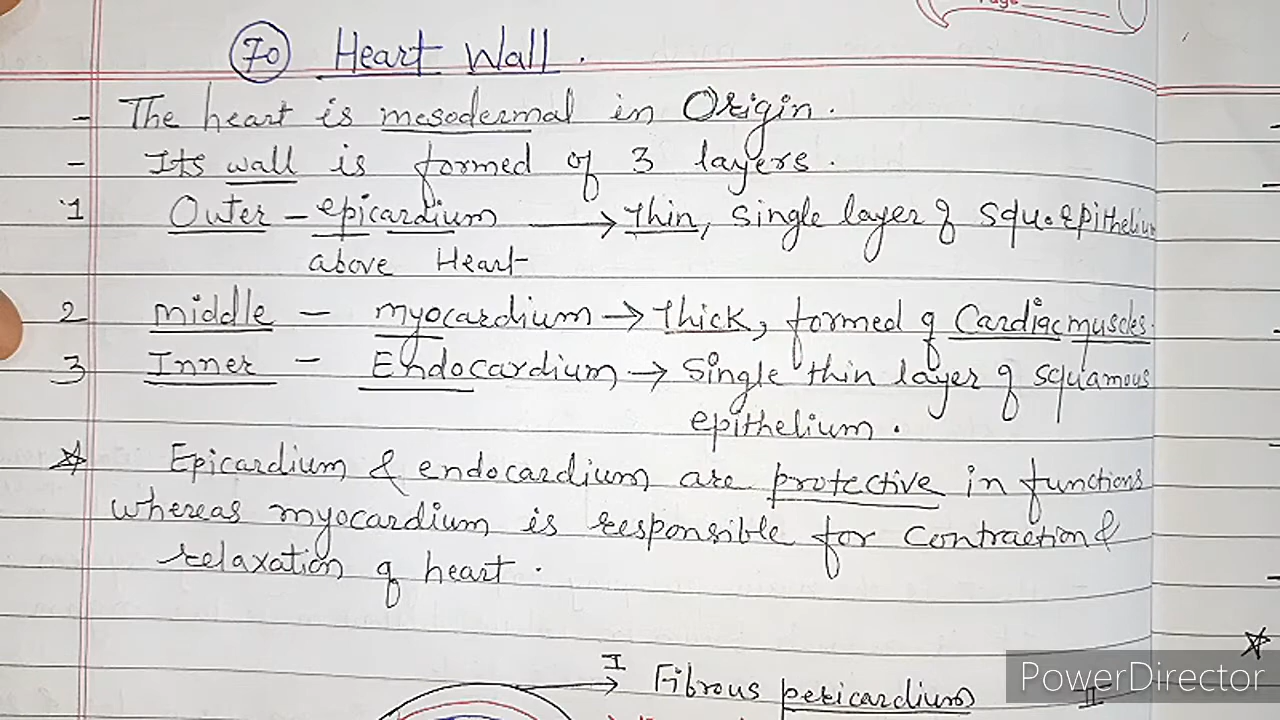 70 Heart Wall.
- The heart is mesodermal in Origin.
- Its wall is formed of 3 layers.
1 Outer - epicardium → thin, single layer of squ. epithelium
above Heart
2 middle - myocardium → thick, formed of Cardiac muscles.
3 Inner - Endocardium → Single thin layer of squamous
epithelium.
☆ Epicardium & endocardium are protective in functions
whereas myocardium is responsible for contraction &
relaxation of heart.
I Fibrous pericardium II
PowerDirector